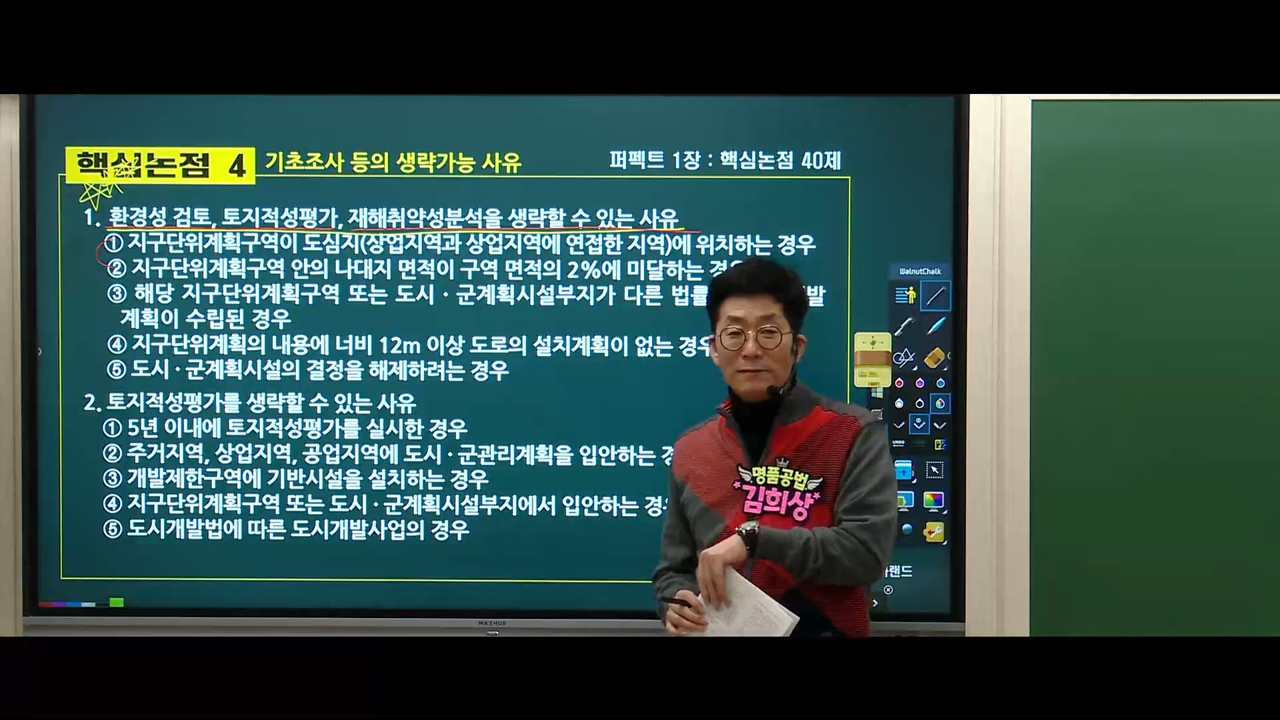 핵심논점 4 기초조사 등의 생략가능 사유 퍼펙트 1장 : 핵심논점 40제
1. 환경성 검토, 토지적성평가, 재해취약성분석을 생략할 수 있는 사유
① 지구단위계획구역이 도심지(상업지역과 상업지역에 연접한 지역)에 위치하는 경우
② 지구단위계획구역 안의 나대지 면적이 구역 면적의 2%에 미달하는
③ 해당 지구단위계획구역 또는 도시·군계획시설부지가 다른
계획이 수립된 경우
④ 지구단위계획의 내용에 너비 12m 이상 도로의 설치계획이 없는 경우
⑤ 도시·군계획시설의 결정을 해제하려는 경우
2. 토지적성평가를 생략할 수 있는 사유
① 5년 이내에 토지적성평가를 실시한 경우
② 주거지역, 상업지역, 공업지역에 도시·군관리계획을 입안하는
③ 개발제한구역에 기반시설을 설치하는 경우
④ 지구단위계획구역 또는 도시·군계획시설부지에서 입안하는
⑤ 도시개발법에 따른 도시개발사업의 경우
WalnutChalk
명품공법
김희상
랜드
MAXHUB